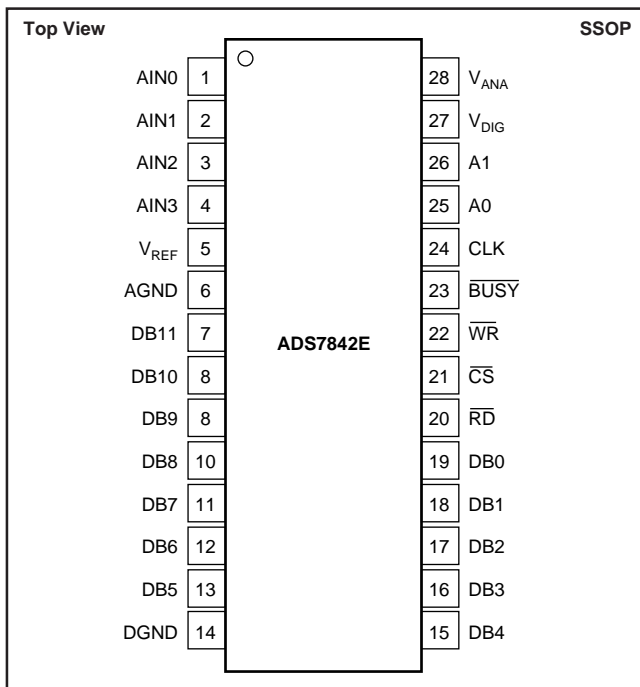 Top View SSOP
AIN0 1 28 VANA
AIN1 2 27 VDIG
AIN2 3 26 A1
AIN3 4 25 A0
VREF 5 24 CLK
AGND 6 23 BUSY
DB11 7 ADS7842E 22 WR
DB10 8 21 CS
DB9 8 20 RD
DB8 10 19 DB0
DB7 11 18 DB1
DB6 12 17 DB2
DB5 13 16 DB3
DGND 14 15 DB4